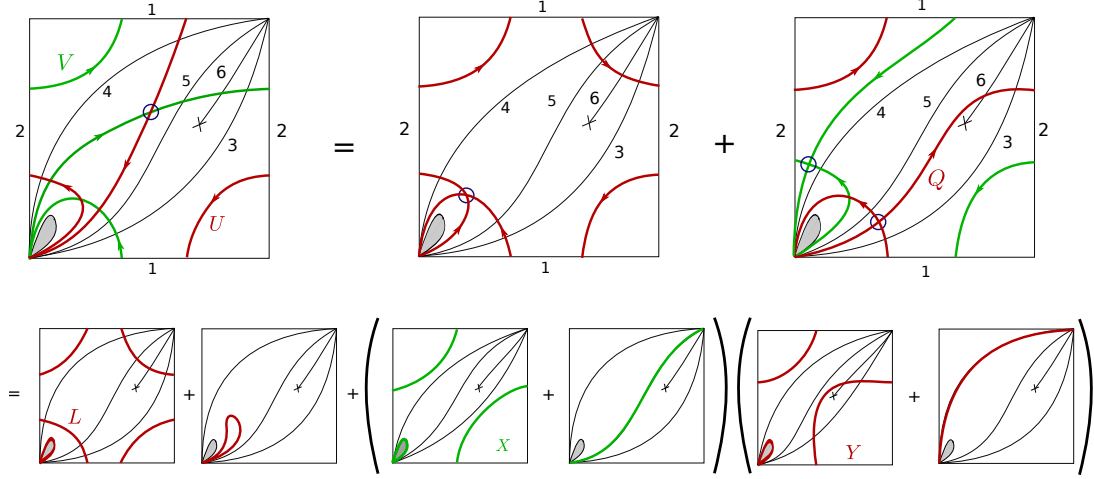 1 1 1
V 4 5 6 2 2 3 U 1
=
4 5 6 2 2 3 1
+
4 5 6 2 2 3 Q 1
= L + + ( X + ) ( Y + )